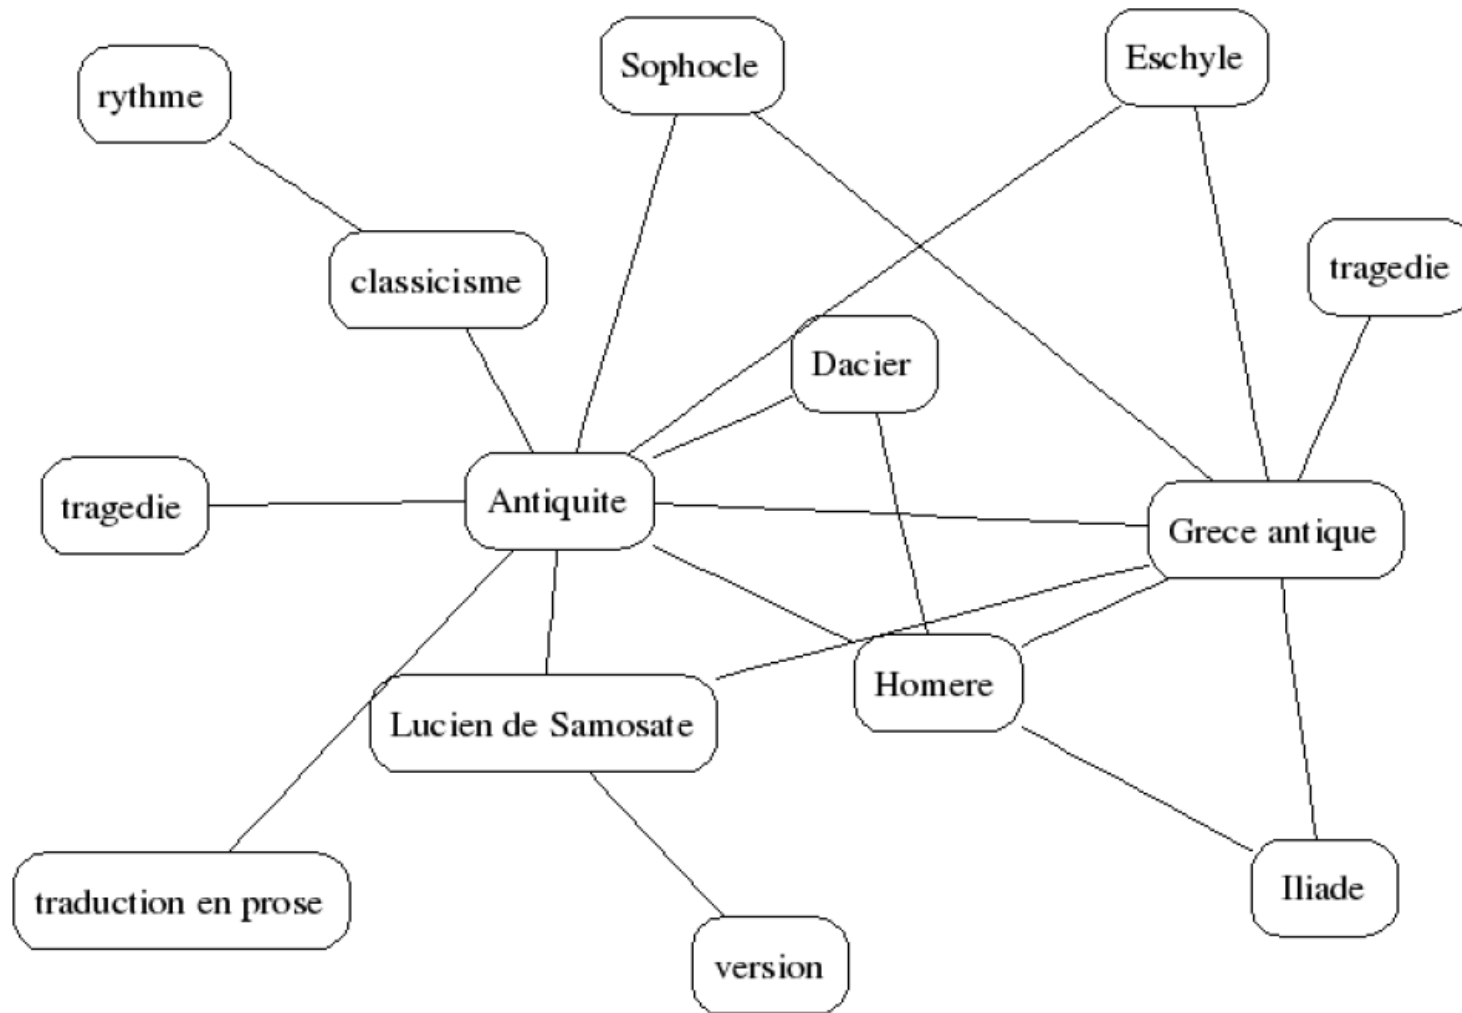 Sophocle
Eschyle
rythme
tragedie
classicisme
Dacier
tragedie
Antiquite
Grece antique
Homere
Lucien de Samosate
traduction en prose
Iliade
version